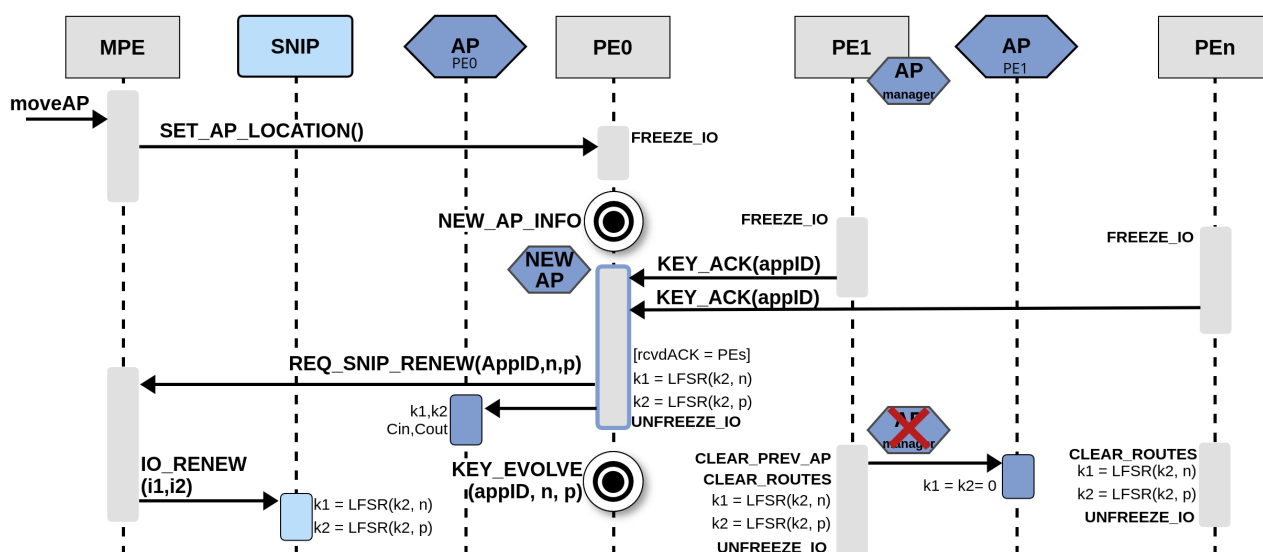 MPE
SNIP
AP
PE0
PE0
PE1
AP
manager
AP
PE1
PEn
moveAP
SET_AP_LOCATION()
FREEZE_IO
NEW_AP_INFO
FREEZE_IO
FREEZE_IO
NEW
AP
KEY_ACK(appID)
KEY_ACK(appID)
[rcvdACK = PEs]
REQ_SNIP_RENEW(AppID,n,p)
k1 = LFSR(k2, n)
k2 = LFSR(k2, p)
UNFREEZE_IO
k1,k2
Cin,Cout
AP
manager
IO_RENEW
(i1,i2)
KEY_EVOLVE
(appID, n, p)
CLEAR_PREV_AP
CLEAR_ROUTES
k1 = LFSR(k2, n)
k2 = LFSR(k2, p)
UNFREEZE_IO
k1 = k2= 0
CLEAR_ROUTES
k1 = LFSR(k2, n)
k2 = LFSR(k2, p)
UNFREEZE_IO
k1 = LFSR(k2, n)
k2 = LFSR(k2, p)